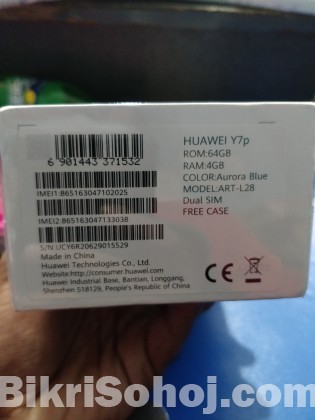 HUAWEI Y7p
ROM:64GB
RAM:4GB
COLOR:Aurora Blue
MODEL:ART-L28
Dual SIM
FREE CASE
6 901443 371532
IMEI1:865163047102025
IMEI2:865163047133038
S/N:UCY6R20629015529
Made in China
Huawei Technologies Co., Ltd.
Website:http://consumer.huawei.com
Huawei Industrial Base, Bantian, Longgang,
Shenzhen 518129, People's Republic of China
CE
BikriSohoj.com